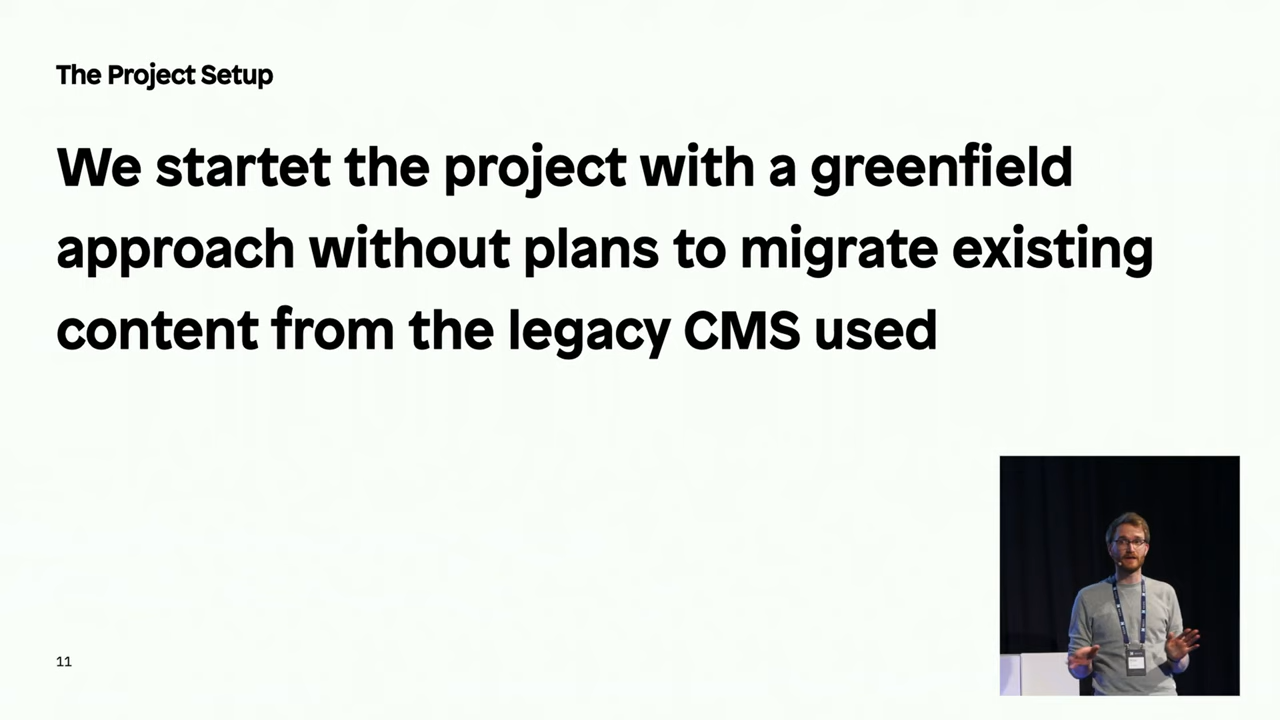 The Project Setup
We startet the project with a greenfield
approach without plans to migrate existing
content from the legacy CMS used
11